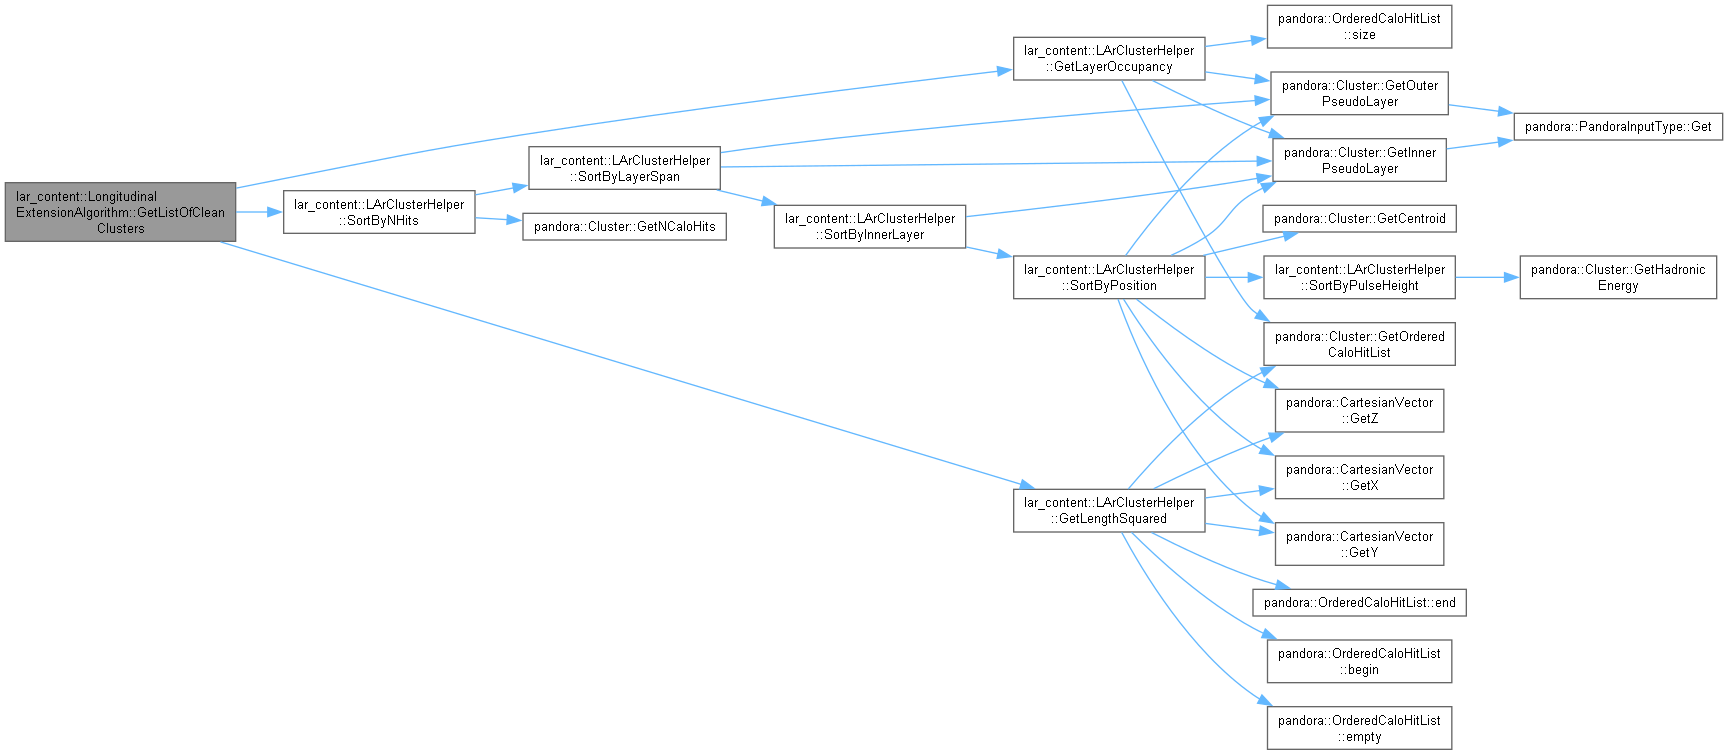 lar_content::Longitudinal
ExtensionAlgorithm::GetListOfClean
Clusters
lar_content::LArClusterHelper
::SortByNHits
lar_content::LArClusterHelper
::SortByLayerSpan
pandora::Cluster::GetNCaloHits
lar_content::LArClusterHelper
::SortByInnerLayer
lar_content::LArClusterHelper
::GetLayerOccupancy
lar_content::LArClusterHelper
::SortByPosition
lar_content::LArClusterHelper
::GetLengthSquared
pandora::OrderedCaloHitList
::size
pandora::Cluster::GetOuter
PseudoLayer
pandora::Cluster::GetInner
PseudoLayer
pandora::Cluster::GetCentroid
lar_content::LArClusterHelper
::SortByPulseHeight
pandora::Cluster::GetOrdered
CaloHitList
pandora::CartesianVector
::GetZ
pandora::CartesianVector
::GetX
pandora::CartesianVector
::GetY
pandora::OrderedCaloHitList::end
pandora::OrderedCaloHitList
::begin
pandora::OrderedCaloHitList
::empty
pandora::PandoraInputType::Get
pandora::Cluster::GetHadronic
Energy